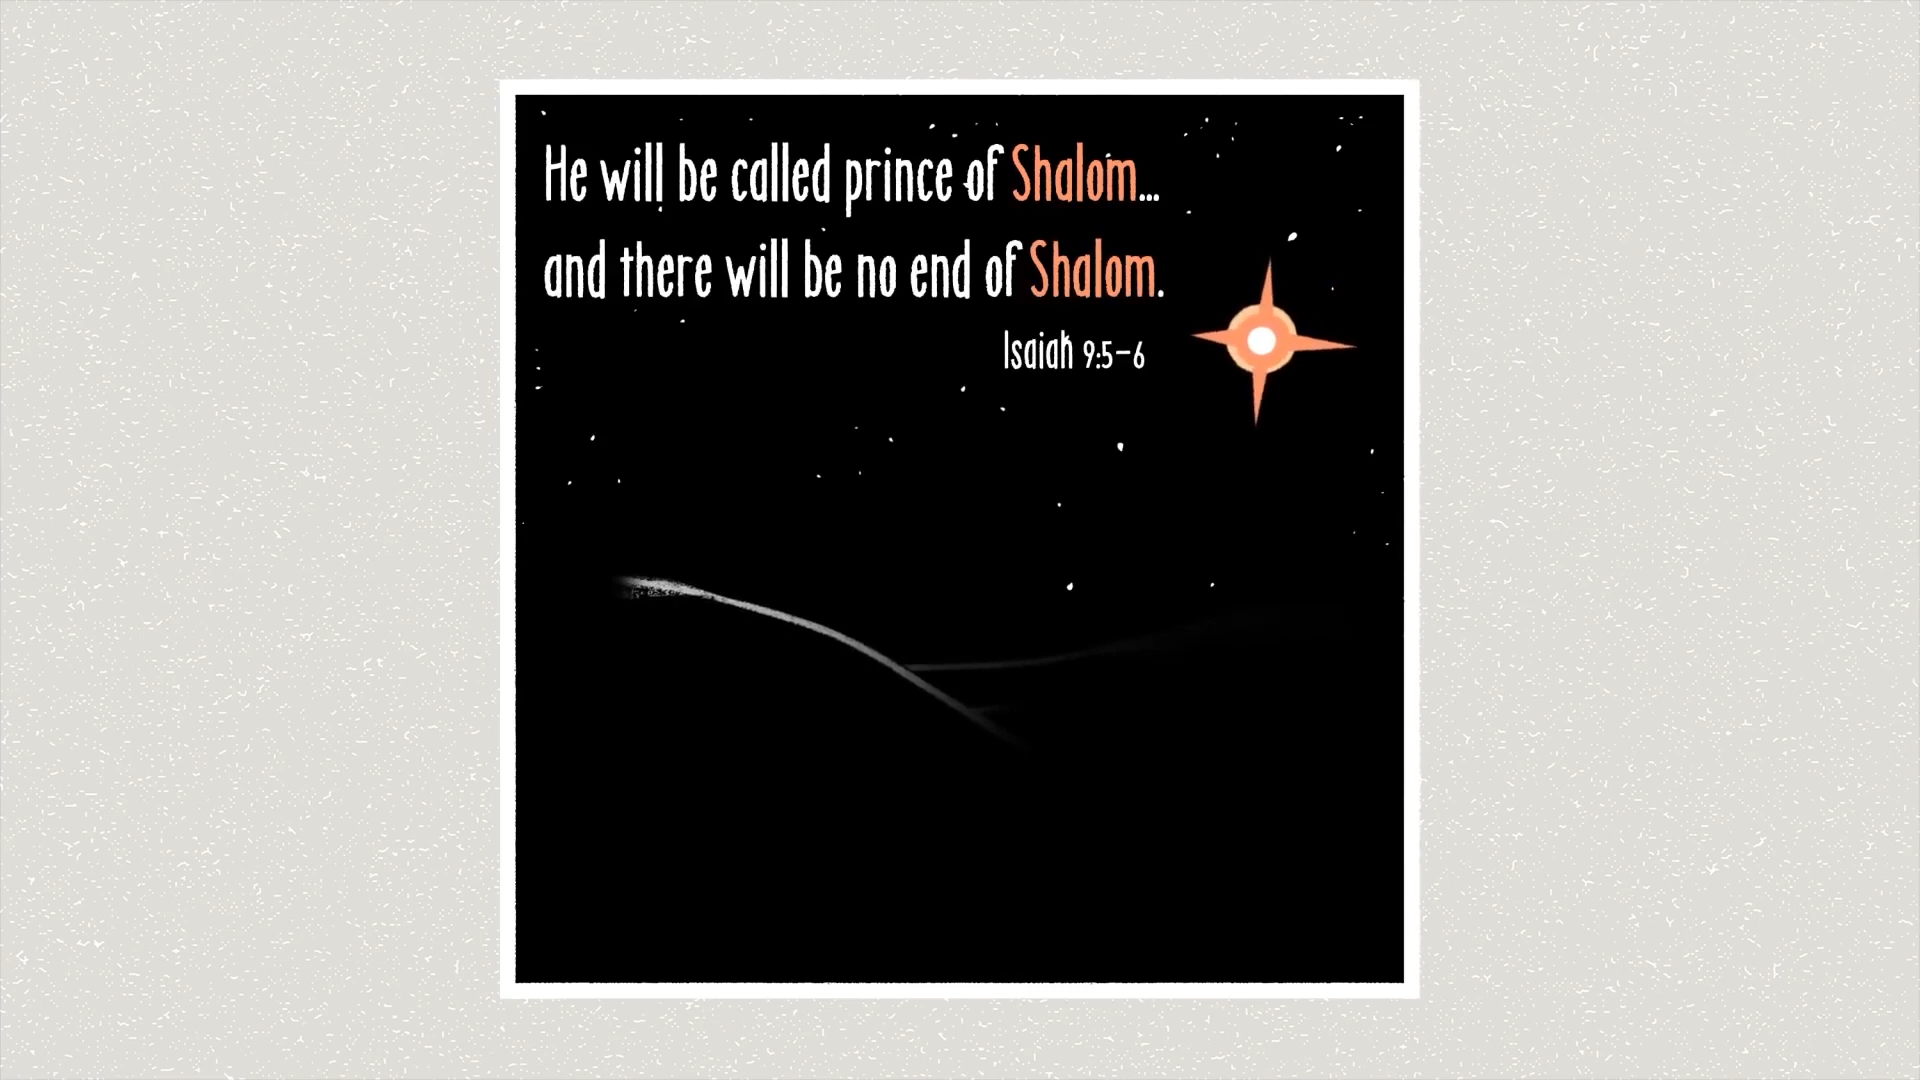 He will be called prince of Shalom...
and there will be no end of Shalom.
Isaiah 9:5–6